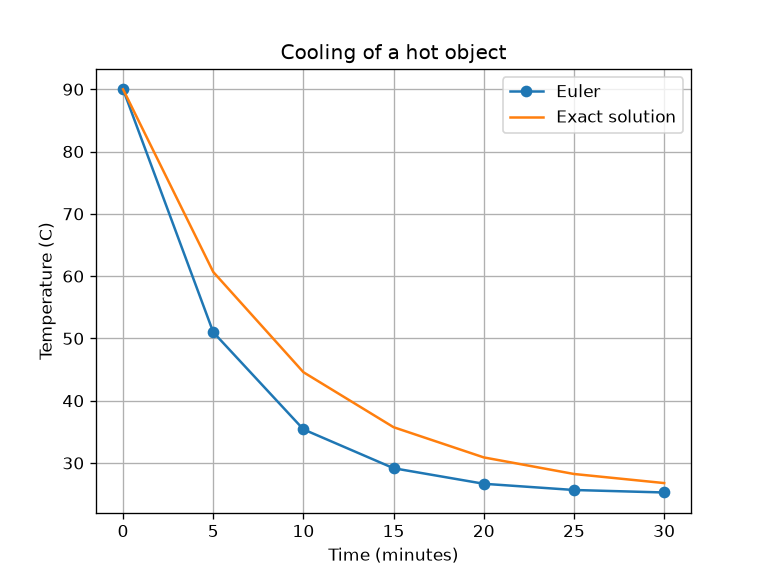 Cooling of a hot object
Euler
Exact solution
90
80
70
60
50
40
30
Temperature (C)
0 5 10 15 20 25 30
Time (minutes)